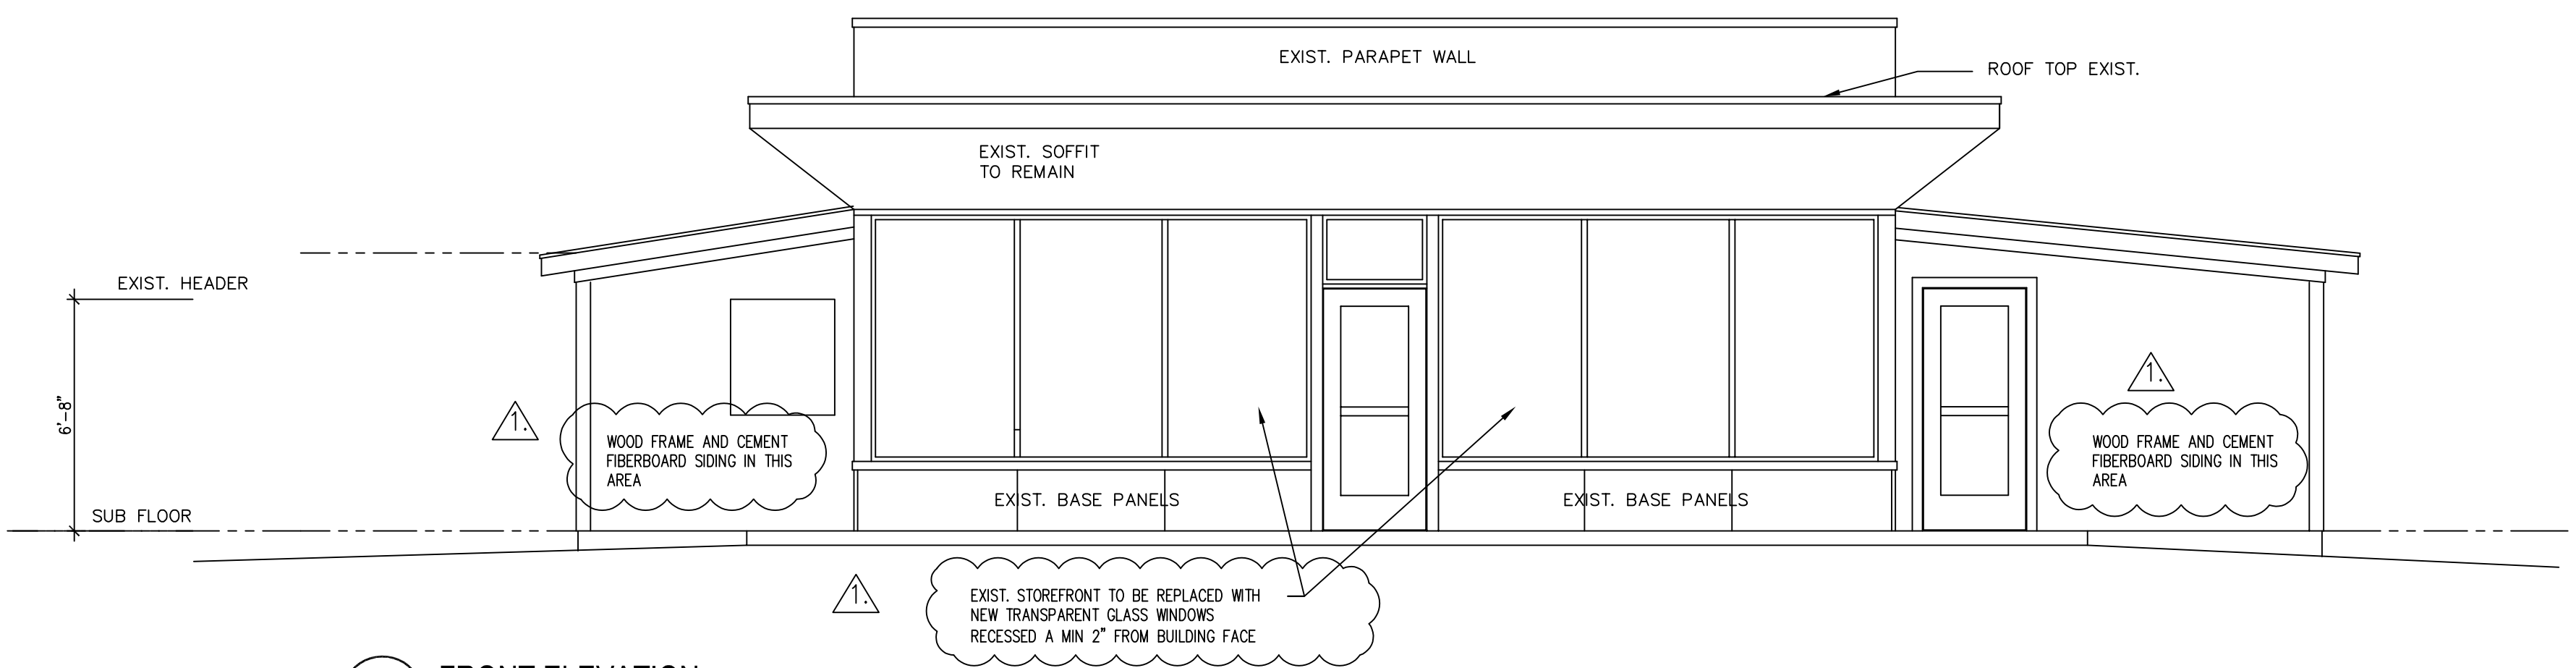 EXIST. PARAPET WALL
ROOF TOP EXIST.
EXIST. SOFFIT
TO REMAIN
EXIST. HEADER
6'-8"
SUB FLOOR
1.
WOOD FRAME AND CEMENT
FIBERBOARD SIDING IN THIS
AREA
EXIST. BASE PANELS
EXIST. BASE PANELS
1.
WOOD FRAME AND CEMENT
FIBERBOARD SIDING IN THIS
AREA
1.
EXIST. STOREFRONT TO BE REPLACED WITH
NEW TRANSPARENT GLASS WINDOWS
RECESSED A MIN 2" FROM BUILDING FACE
FRONT ELEVATION